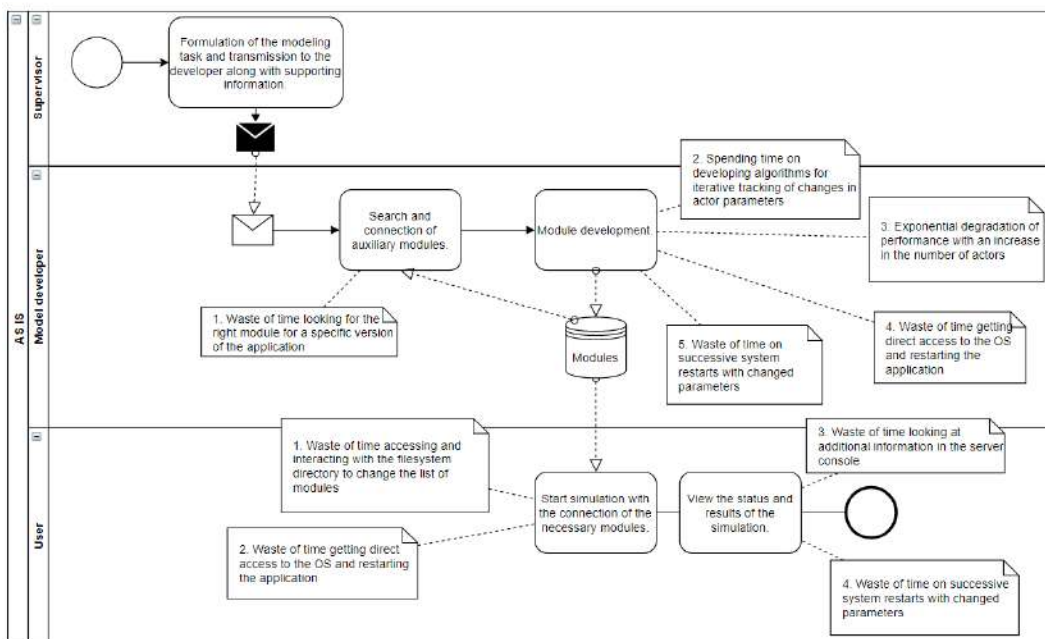 AS IS
Supervisor
Formulation of the modeling
task and transmission to the
developer along with supporting
information.
Model developer
Search and
connection of
auxiliary modules.
Module development.
2. Spending time on
developing algorithms for
iterative tracking of changes in
actor parameters
3. Exponential degradation of
performance with an increase
in the number of actors
1. Waste of time looking for the
right module for a specific version
of the application
Modules
5. Waste of time on
successive system
restarts with changed
parameters
4. Waste of time getting
direct access to the OS
and restarting the
application
User
1. Waste of time accessing and
interacting with the filesystem
directory to change the list of
modules
2. Waste of time getting direct
access to the OS and restarting
the application
Start simulation with
the connection of the
necessary modules.
View the status and
results of the
simulation.
3. Waste of time looking at
additional information in the server
console
4. Waste of time on successive
system restarts with changed
parameters